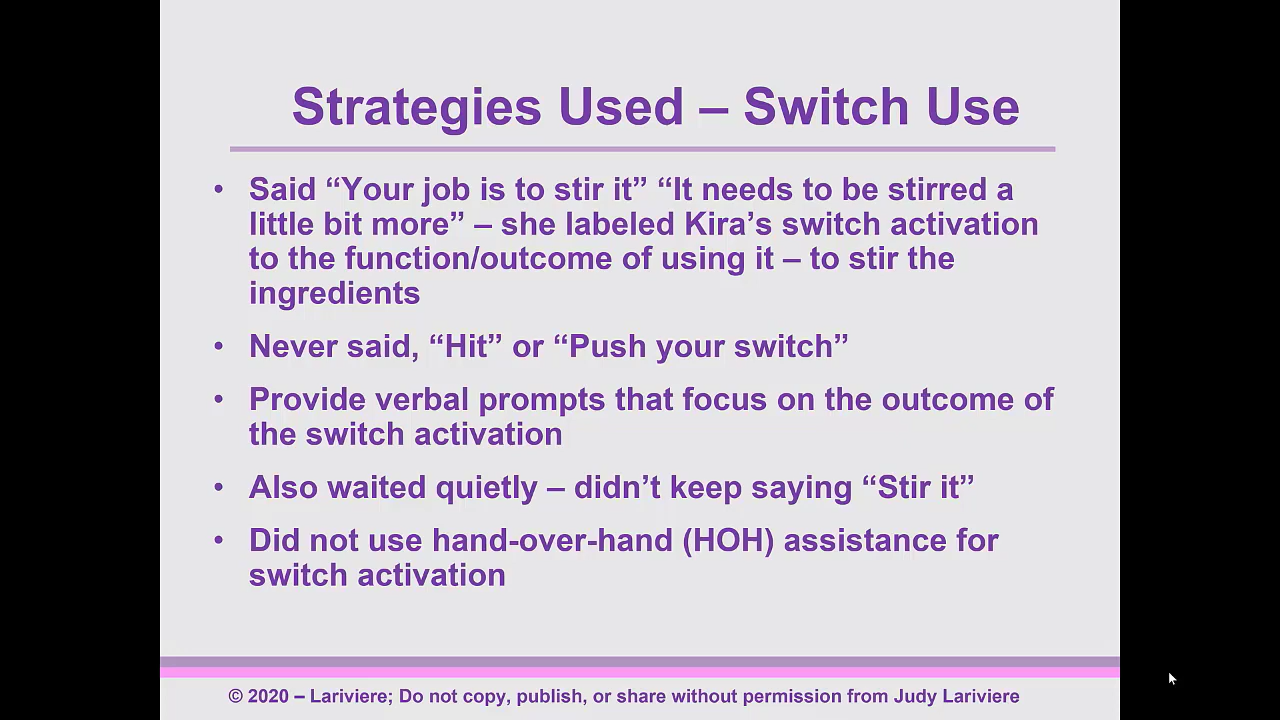 Strategies Used – Switch Use
• Said “Your job is to stir it” “It needs to be stirred a
little bit more” – she labeled Kira’s switch activation
to the function/outcome of using it – to stir the
ingredients
• Never said, “Hit” or “Push your switch”
• Provide verbal prompts that focus on the outcome of
the switch activation
• Also waited quietly – didn’t keep saying “Stir it”
• Did not use hand-over-hand (HOH) assistance for
switch activation
© 2020 – Lariviere; Do not copy, publish, or share without permission from Judy Lariviere